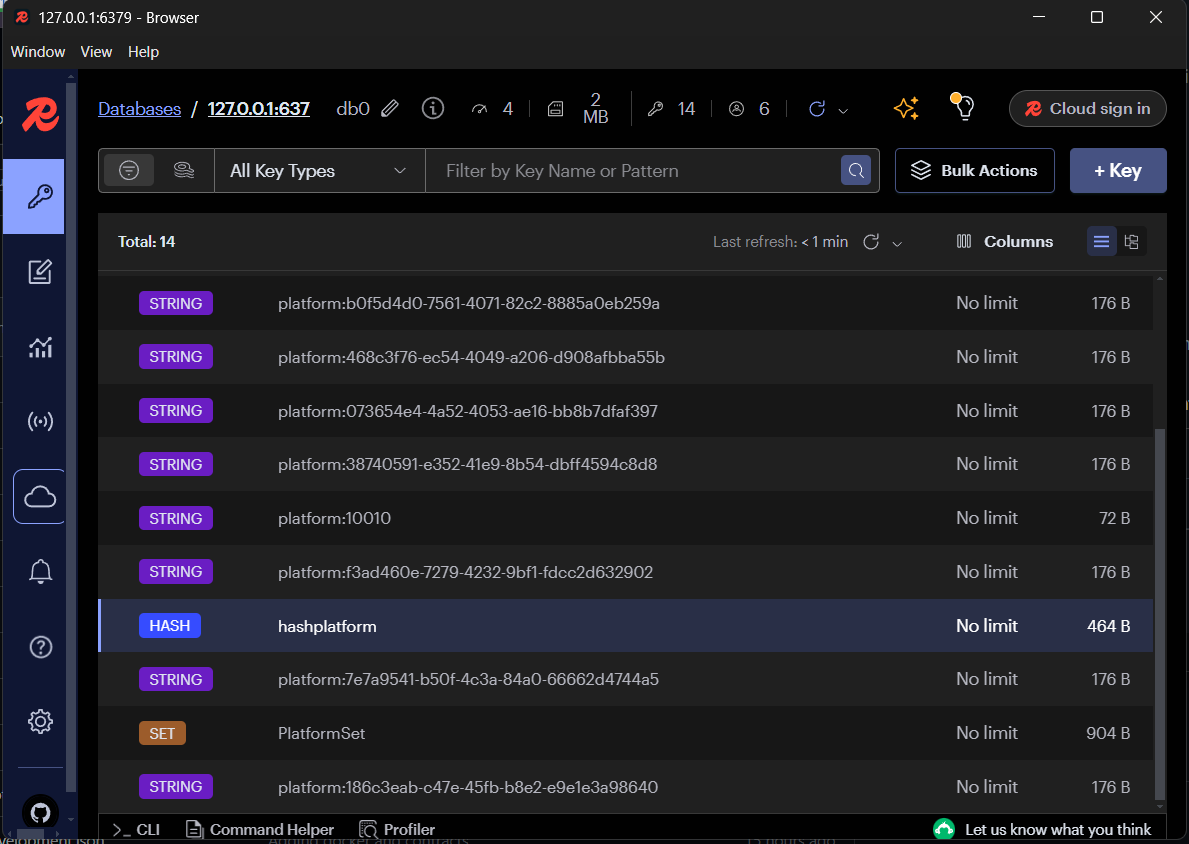 127.0.0.1:6379 - Browser
Window View Help
Databases / 127.0.0.1:637 db0 4 2 MB 14 6 Cloud sign in
All Key Types Filter by Key Name or Pattern Bulk Actions + Key
Total: 14 Last refresh: < 1 min Columns
STRING platform:b0f5d4d0-7561-4071-82c2-8885a0eb259a No limit 176 B
STRING platform:468c3f76-ec54-4049-a206-d908afbba55b No limit 176 B
STRING platform:073654e4-4a52-4053-ae16-bb8b7dfaf397 No limit 176 B
STRING platform:38740591-e352-41e9-8b54-dbff4594c8d8 No limit 176 B
STRING platform:10010 No limit 72 B
STRING platform:f3ad460e-7279-4232-9bf1-fdcc2d632902 No limit 176 B
HASH hashplatform No limit 464 B
STRING platform:7e7a9541-b50f-4c3a-84a0-66662d4744a5 No limit 176 B
SET PlatformSet No limit 904 B
STRING platform:186c3eab-c47e-45fb-b8e2-e9e1e3a98640 No limit 176 B
>_ CLI Command Helper Profiler Let us know what you think